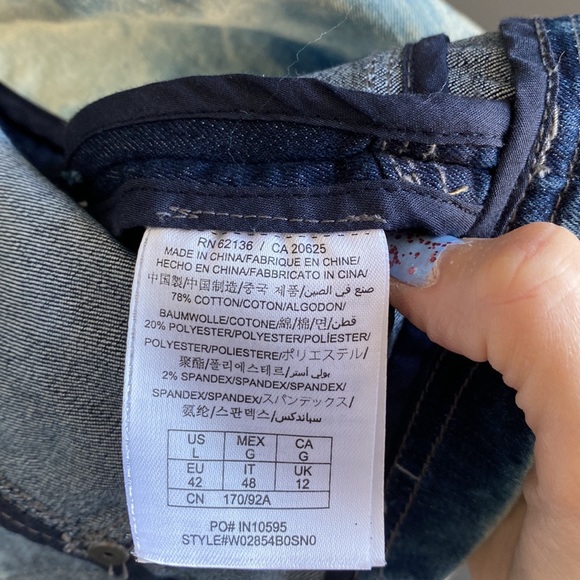 RN 62136 / CA 20625
MADE IN CHINA/FABRIQUE EN CHINE/
HECHO EN CHINA/FABBRICATO IN CINA/
中国製/中国制造/중국 제품/صنع في الصين/
78% COTTON/COTON/ALGODON/
BAUMWOLLE/COTONE/綿/棉/면/قطن/
20% POLYESTER/POLYESTER/POLIÉSTER/
POLYESTER/POLIESTERE/ポリエステル/
聚酯/폴리에스테르/بولي أستر/
2% SPANDEX/SPANDEX/SPANDEX/
SPANDEX/SPANDEX/スパンデックス/
氨纶/스판덱스/سباندكس/
US MEX CA
L G G
EU IT UK
42 48 12
CN 170/92A
PO# IN10595
STYLE#W02854B0SN0